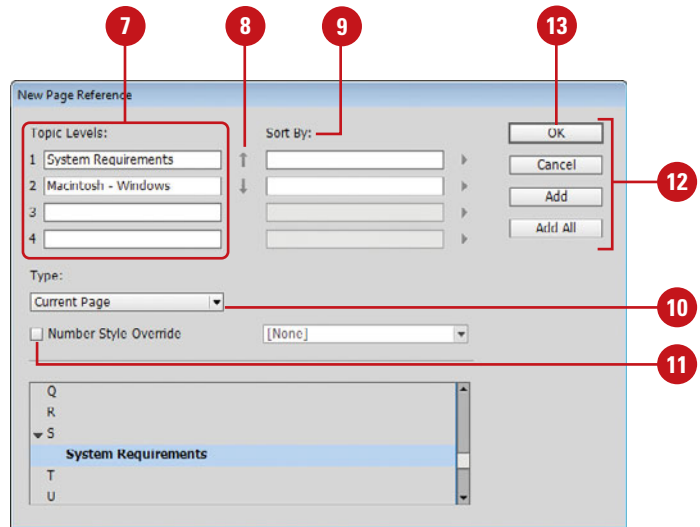 7 8 9 13
New Page Reference
Topic Levels: Sort By: OK
1 System Requirements Cancel
2 Macintosh - Windows 12
3 Add
4 Add All
Type:
Current Page 10
Number Style Override [None]
11
Q
R
S
System Requirements
T
U